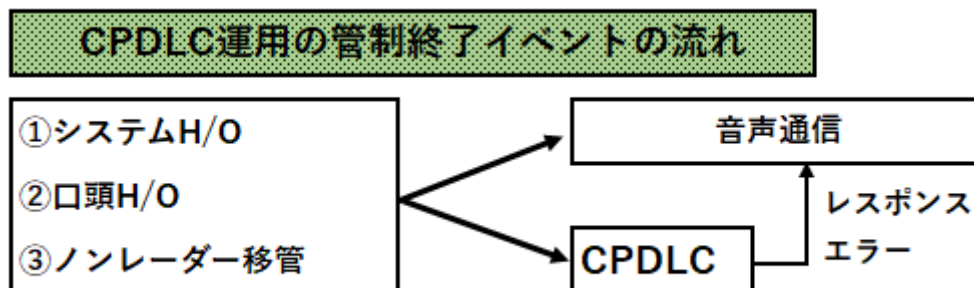 CPDLC運用の管制終了イベントの流れ
①システムH/O
②口頭H/O
③ノンレーダー移管
音声通信
レスポンス
エラー
CPDLC